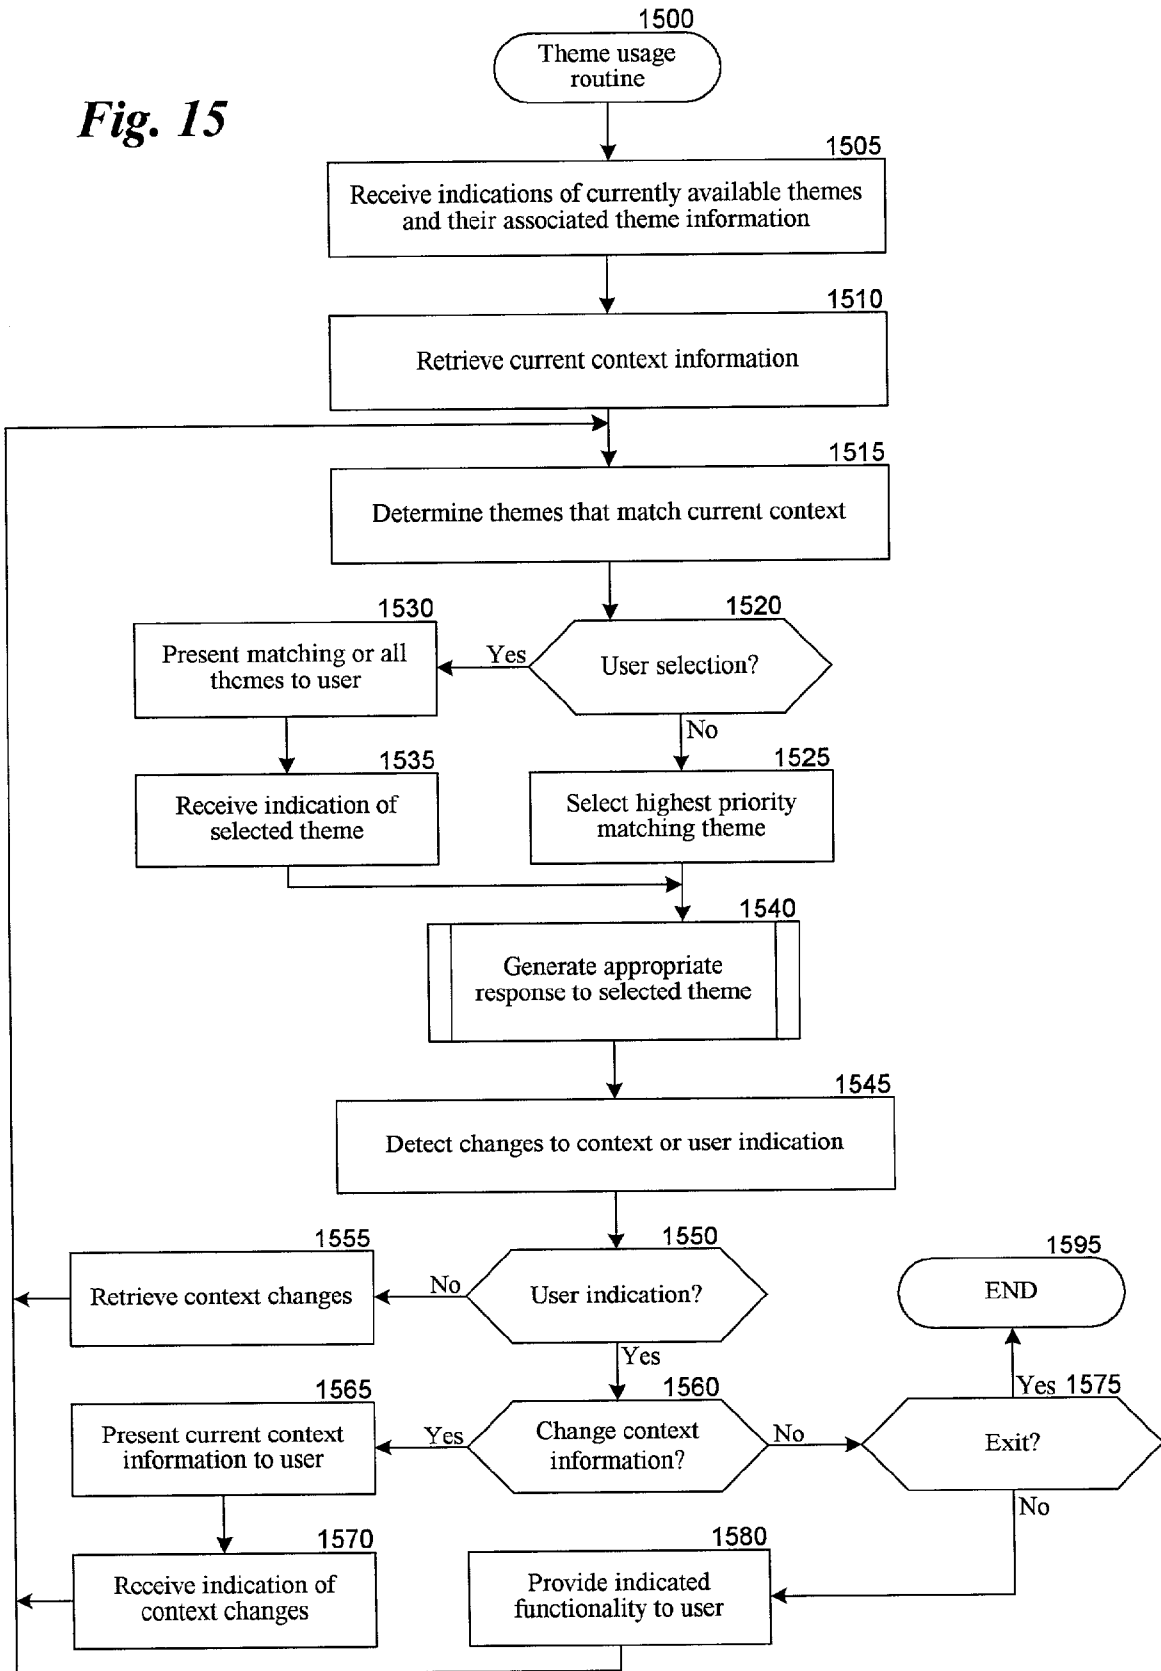 1500
Theme usage
routine
Fig. 15
1505
Receive indications of currently available themes
and their associated theme information
1510
Retrieve current context information
1515
Determine themes that match current context
1530
1520
Present matching or all
themes to user
Yes
User selection?
No
1535
1525
Receive indication of
selected theme
Select highest priority
matching theme
1540
Generate appropriate
response to selected theme
1545
Detect changes to context or user indication
1555
1550
1595
Retrieve context changes
No
User indication?
END
Yes
1565
1560
Yes 1575
Present current context
information to user
Yes
Change context
information?
No
Exit?
No
1570
1580
Receive indication of
context changes
Provide indicated
functionality to user